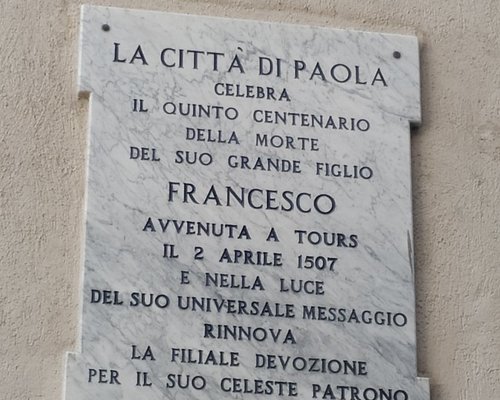 LA CITTÀ DI PAOLA
CELEBRA
IL QUINTO CENTENARIO
DELLA MORTE
DEL SUO GRANDE FIGLIO
FRANCESCO
AVVENUTA A TOURS
IL 2 APRILE 1507
E NELLA LUCE
DEL SUO UNIVERSALE MESSAGGIO
RINNOVA
LA FILIALE DEVOZIONE
PER IL SUO CELESTE PATRONO